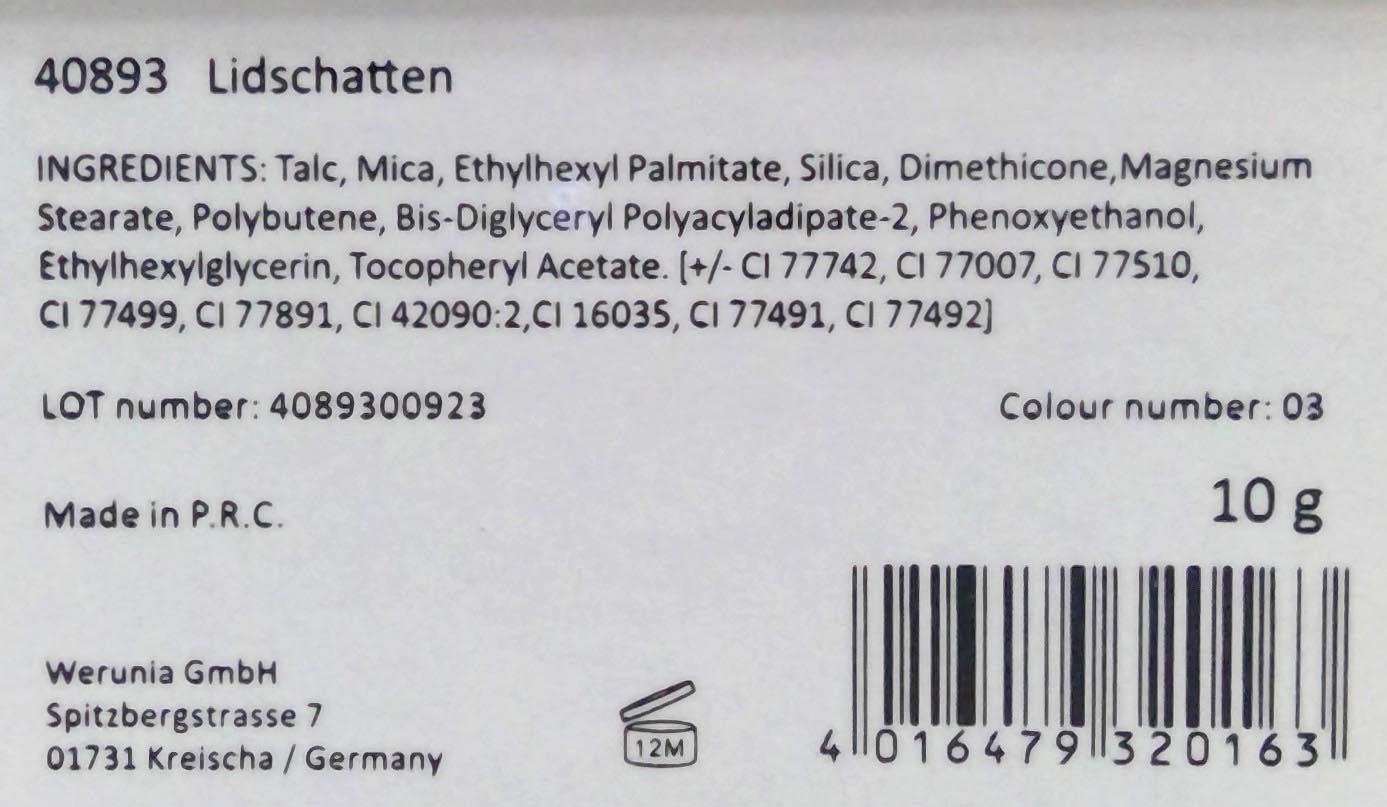 40893 Lidschatten
INGREDIENTS: Talc, Mica, Ethylhexyl Palmitate, Silica, Dimethicone,Magnesium
Stearate, Polybutene, Bis-Diglyceryl Polyacyladipate-2, Phenoxyethanol,
Ethylhexylglycerin, Tocopheryl Acetate. [+/- CI 77742, CI 77007, CI 77510,
CI 77499, CI 77891, CI 42090:2,CI 16035, CI 77491, CI 77492]
LOT number: 4089300923
Colour number: 03
Made in P.R.C.
10 g
Werunia GmbH
Spitzbergstrasse 7
01731 Kreischa / Germany
12M
4 016479 320163